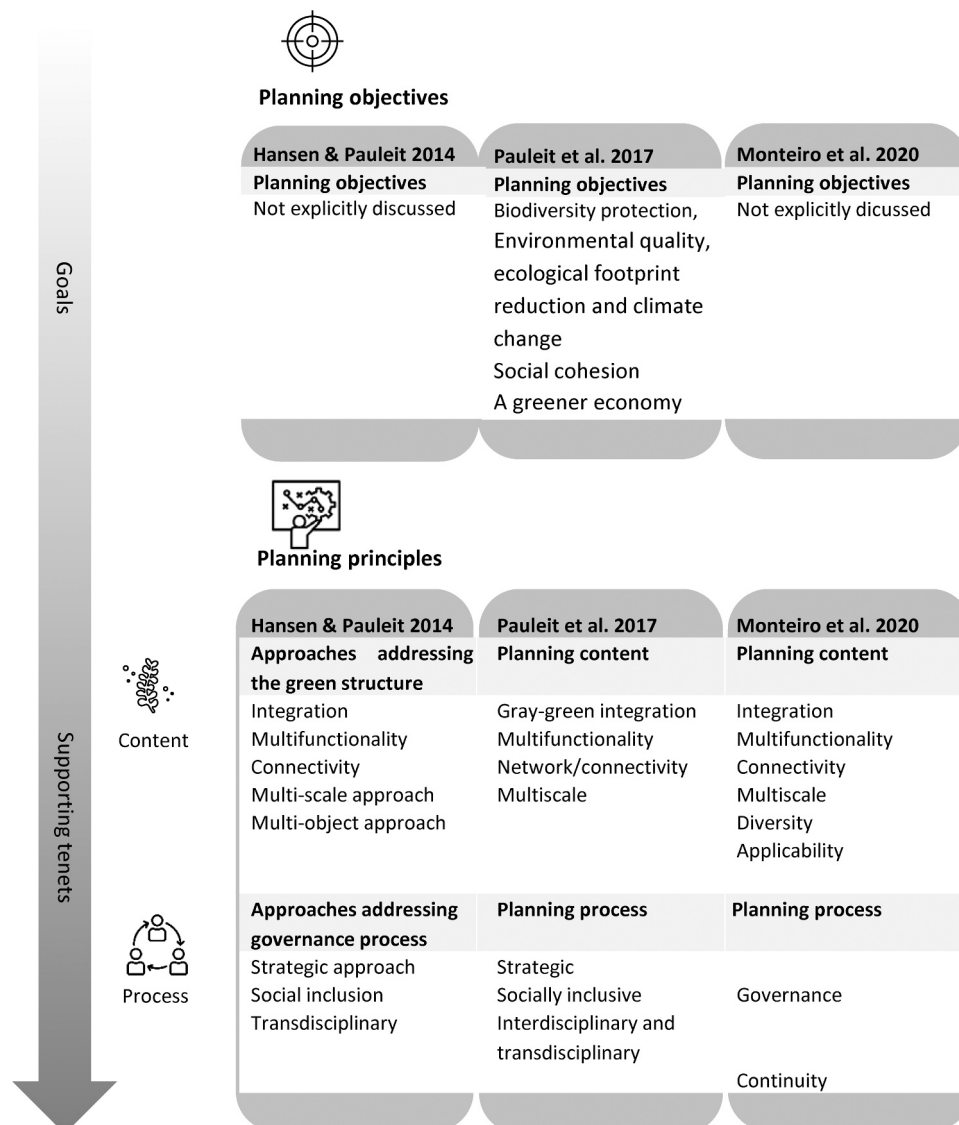 Planning objectives
Goals
Hansen & Pauleit 2014
Planning objectives
Not explicitly discussed
Pauleit et al. 2017
Planning objectives
Biodiversity protection,
Environmental quality,
ecological footprint
reduction and climate
change
Social cohesion
A greener economy
Monteiro et al. 2020
Planning objectives
Not explicitly dicussed
Planning principles
Supporting tenets
Content
Hansen & Pauleit 2014
Approaches addressing
the green structure
Integration
Multifunctionality
Connectivity
Multi-scale approach
Multi-object approach
Pauleit et al. 2017
Planning content
Gray-green integration
Multifunctionality
Network/connectivity
Multiscale
Monteiro et al. 2020
Planning content
Integration
Multifunctionality
Connectivity
Multiscale
Diversity
Applicability
Process
Approaches addressing
governance process
Strategic approach
Social inclusion
Transdisciplinary
Planning process
Strategic
Socially inclusive
Interdisciplinary and
transdisciplinary
Planning process
Governance
Continuity